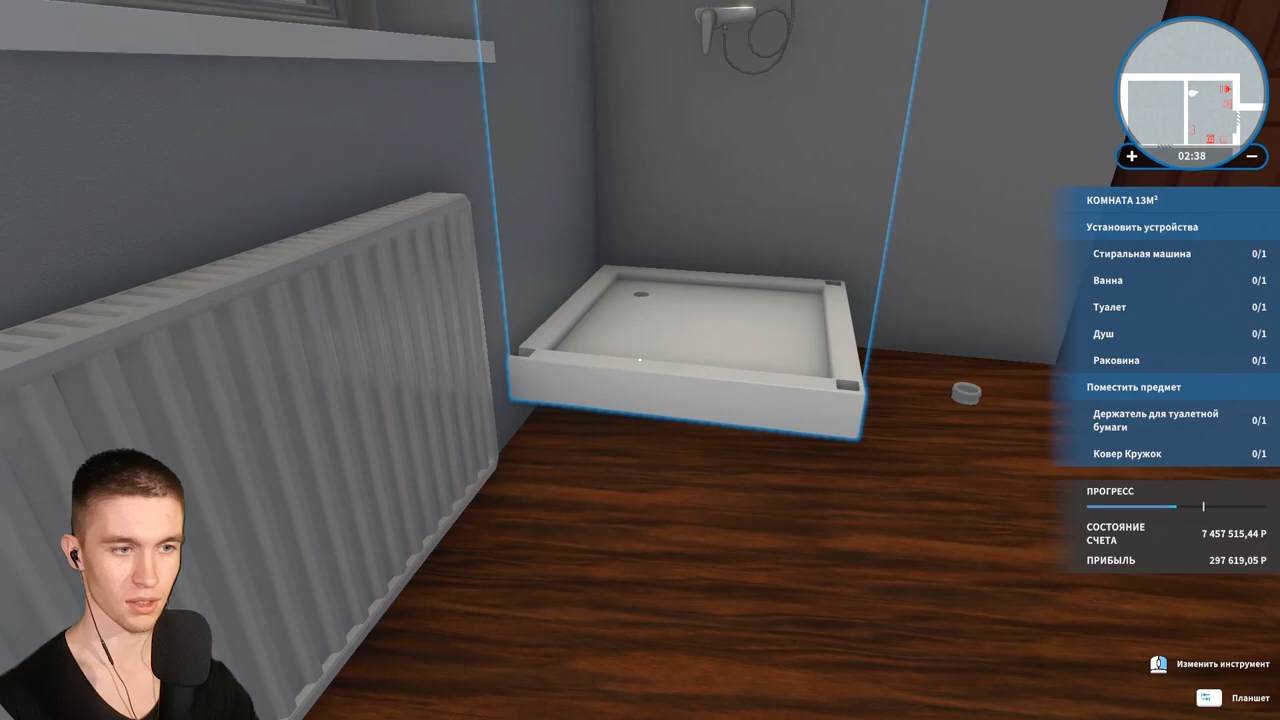 02:38
КОМНАТА 13М²
Установить устройства
Стиральная машина 0/1
Ванна 0/1
Туалет 0/1
Душ 0/1
Раковина 0/1
Поместить предмет
Держатель для туалетной
бумаги 0/1
Ковер Кружок 0/1
ПРОГРЕСС
СОСТОЯНИЕ
СЧЕТА 7 457 515,44 Р
ПРИБЫЛЬ 297 619,05 Р
Изменить инструмент
Планшет